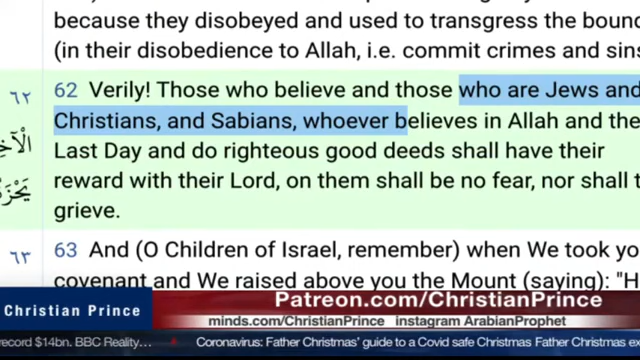 because they disobeyed and used to transgress the bound
(in their disobedience to Allah, i.e. commit crimes and sins
٦٢ 62 Verily! Those who believe and those who are Jews and
Christians, and Sabians, whoever believes in Allah and the
Last Day and do righteous good deeds shall have their
reward with their Lord, on them shall be no fear, nor shall t
grieve.
٦٣ 63 And (O Children of Israel, remember) when We took yo
covenant and We raised above you the Mount (saying): "H
Christian Prince
Patreon.com/ChristianPrince
minds.com/ChristianPrince instagram ArabianProphet
record $14bn. BBC Reality… Coronavirus: Father Christmas' guide to a Covid safe Christmas Father Christmas ex